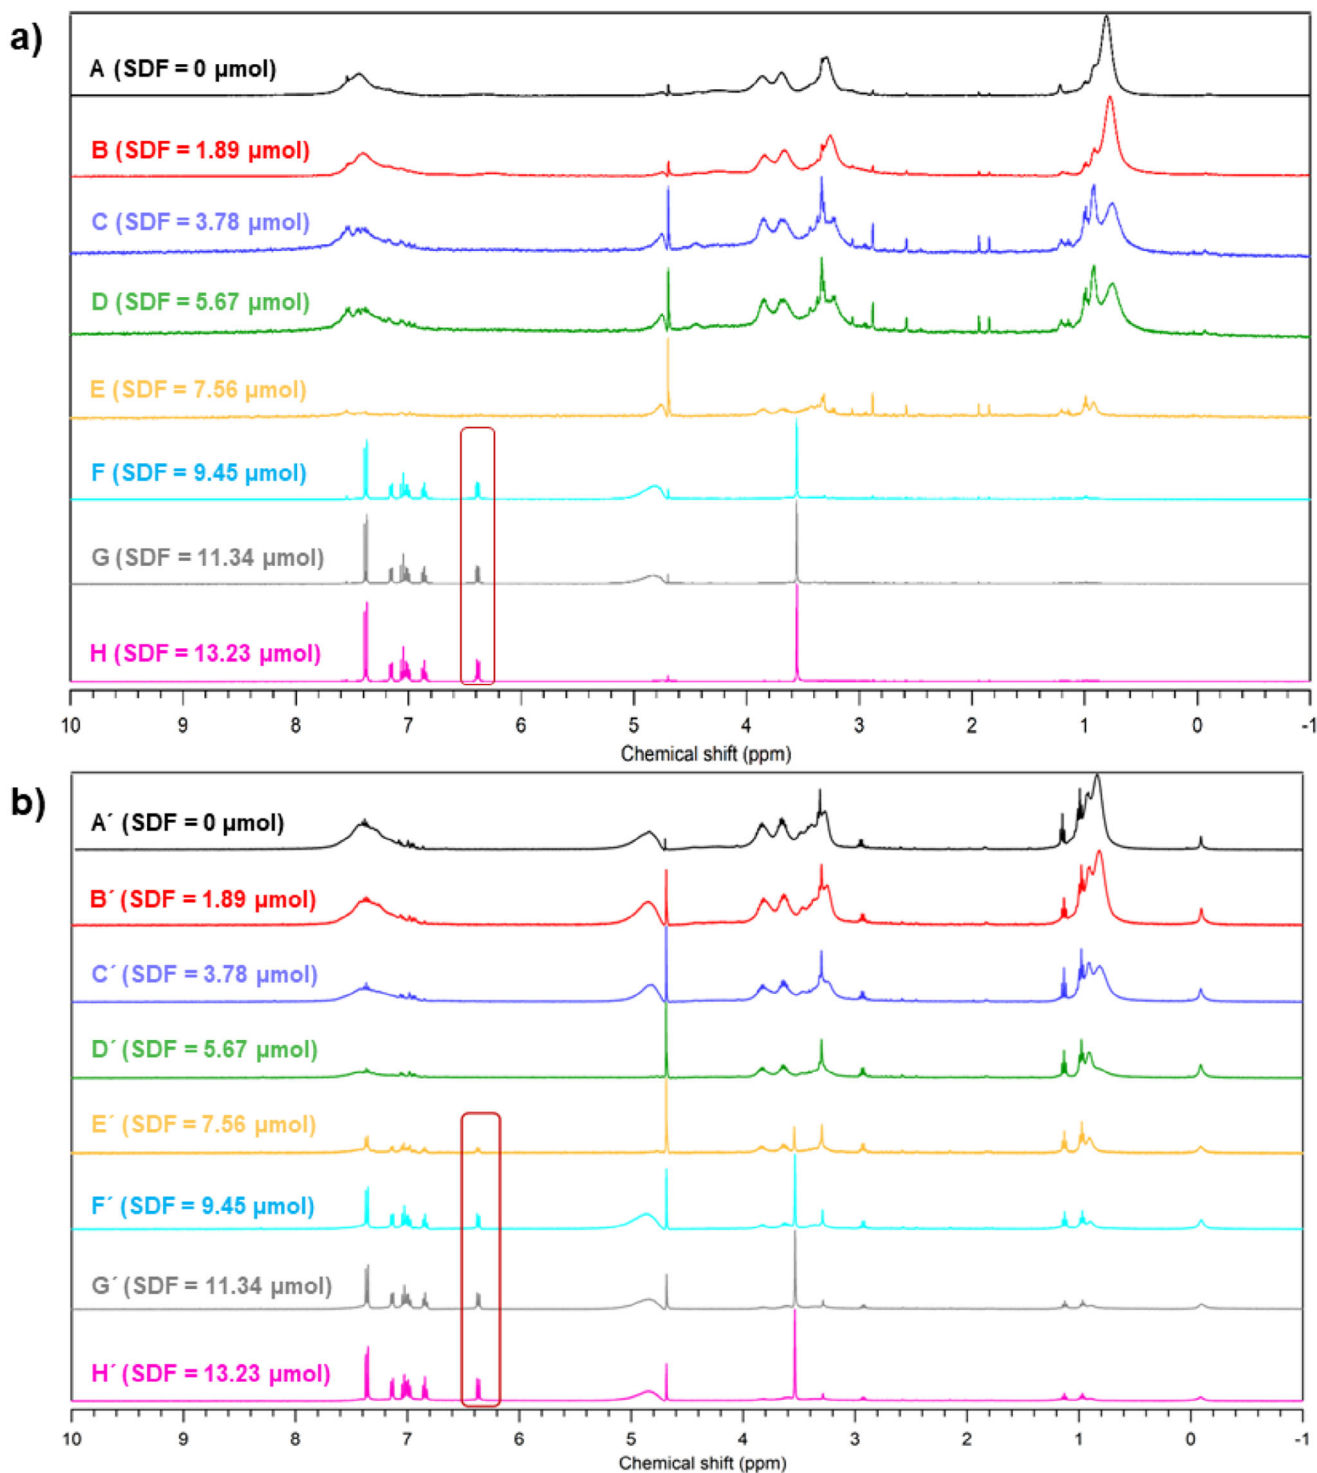 a)
A (SDF = 0 µmol)
B (SDF = 1.89 µmol)
C (SDF = 3.78 µmol)
D (SDF = 5.67 µmol)
E (SDF = 7.56 µmol)
F (SDF = 9.45 µmol)
G (SDF = 11.34 µmol)
H (SDF = 13.23 µmol)
10 9 8 7 6 5 4 3 2 1 0 -1
Chemical shift (ppm)
b)
A´ (SDF = 0 µmol)
B´ (SDF = 1.89 µmol)
C´ (SDF = 3.78 µmol)
D´ (SDF = 5.67 µmol)
E´ (SDF = 7.56 µmol)
F´ (SDF = 9.45 µmol)
G´ (SDF = 11.34 µmol)
H´ (SDF = 13.23 µmol)
10 9 8 7 6 5 4 3 2 1 0 -1
Chemical shift (ppm)